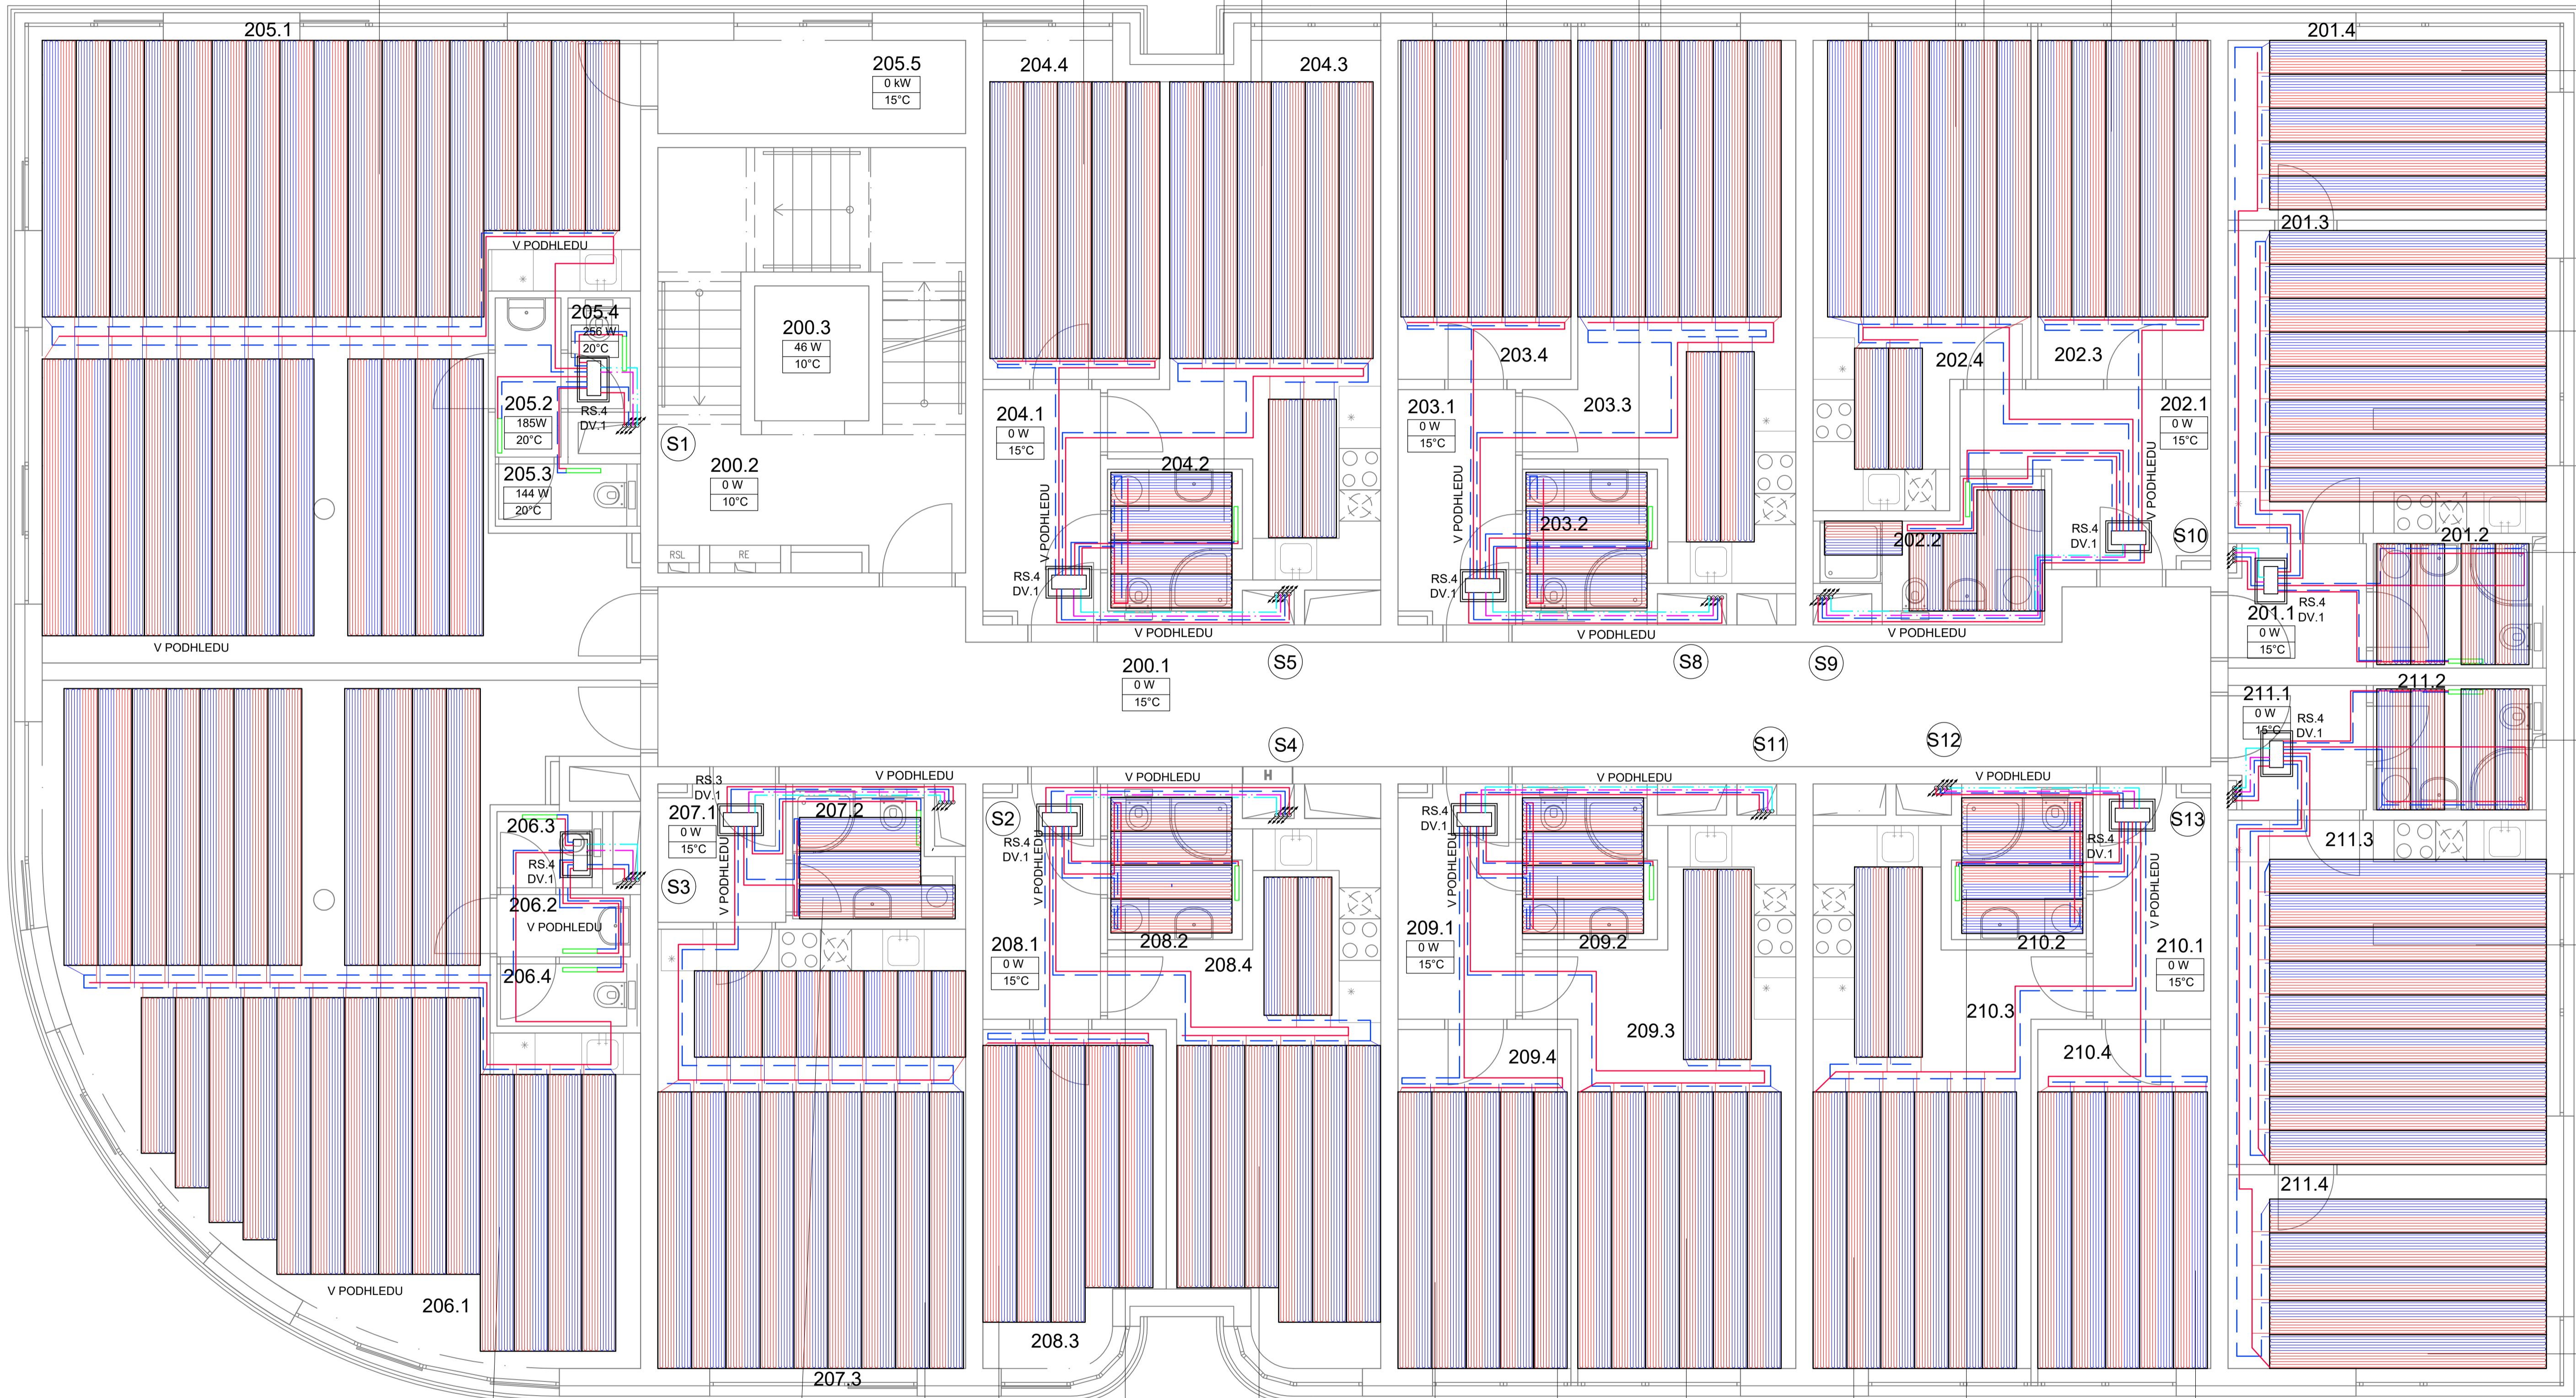 205.1
205.5
0 kW
15°C
204.4
204.3
201.4
201.3
V PODHLEDU
205.4
256 W
20°C
RS.4
DV.1
205.2
185W
20°C
205.3
144 W
20°C
S1
200.3
46 W
10°C
200.2
0 W
10°C
RSL
RE
204.1
0 W
15°C
V PODHLEDU
204.2
RS.4
DV.1
V PODHLEDU
203.4
203.1
0 W
15°C
203.3
V PODHLEDU
203.2
RS.4
DV.1
V PODHLEDU
202.4
202.3
202.1
0 W
15°C
V PODHLEDU
202.2
RS.4
DV.1
S10
V PODHLEDU
201.2
RS.4
DV.1
201.1
0 W
15°C
V PODHLEDU
200.1
0 W
15°C
S5
S8
S9
S4
S11
S12
211.2
211.1
0 W
15°C
RS.4
DV.1
206.3
RS.4
DV.1
206.2
V PODHLEDU
206.4
V PODHLEDU
206.1
RS.3
DV.1
V PODHLEDU
207.1
0 W
15°C
207.2
S3
V PODHLEDU
207.3
S2
RS.4
DV.1
V PODHLEDU
H
V PODHLEDU
208.1
0 W
15°C
208.2
208.4
208.3
V PODHLEDU
RS.4
DV.1
V PODHLEDU
209.1
0 W
15°C
209.2
209.3
209.4
V PODHLEDU
RS.4
DV.1
S13
V PODHLEDU
210.2
210.1
0 W
15°C
210.3
210.4
211.3
211.4